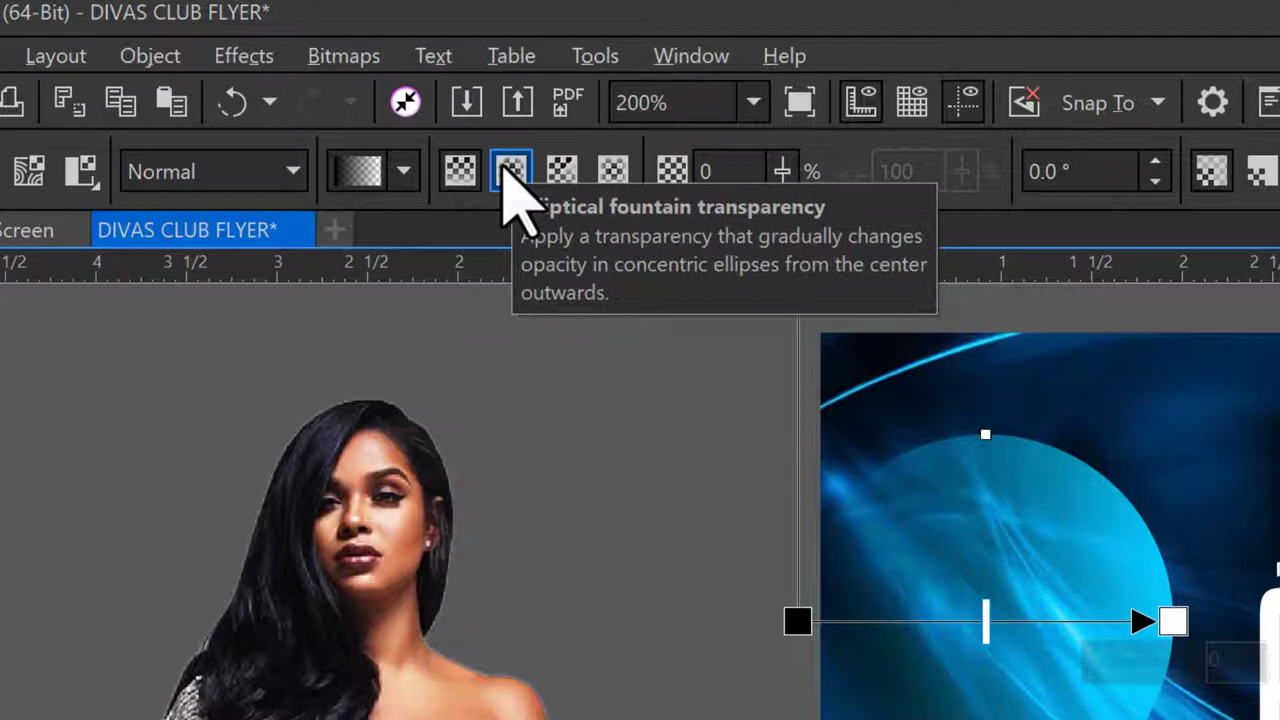 (64-Bit) - DIVAS CLUB FLYER*
Layout Object Effects Bitmaps Text Table Tools Window Help
PDF 200% Snap To
Normal 0 % 100 0.0 °
creen DIVAS CLUB FLYER*
iptical fountain transparency
Apply a transparency that gradually changes
opacity in concentric ellipses from the center
outwards.
1/2 4 3 1/2 3 2 1/2 2 1 1 1/2 2 2 1/
0